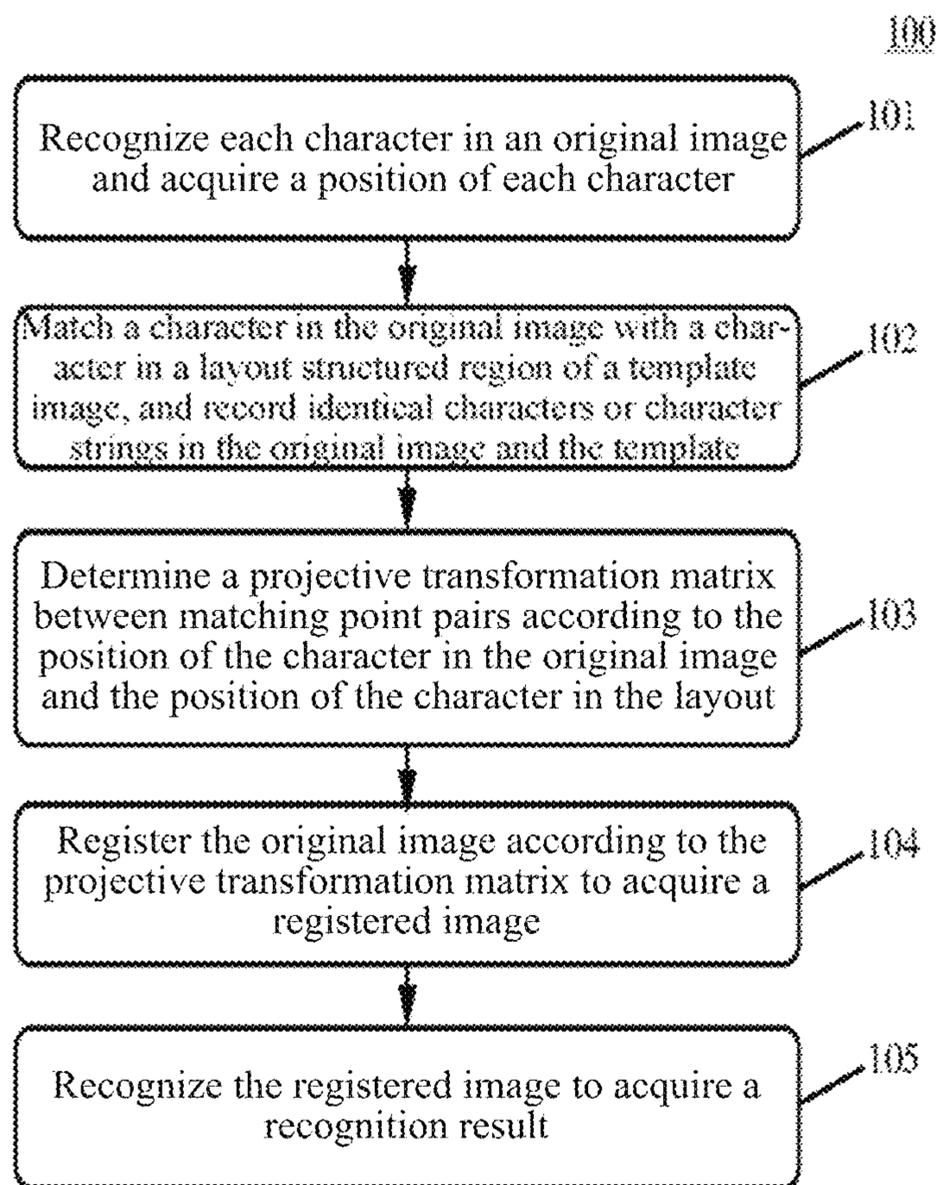 100
Recognize each character in an original image
and acquire a position of each character
101
Match a character in the original image with a char-
acter in a layout structured region of a template
image, and record identical characters or character
strings in the original image and the template
102
Determine a projective transformation matrix
between matching point pairs according to the
position of the character in the original image
and the position of the character in the layout
103
Register the original image according to the
projective transformation matrix to acquire a
registered image
104
Recognize the registered image to acquire a
recognition result
105